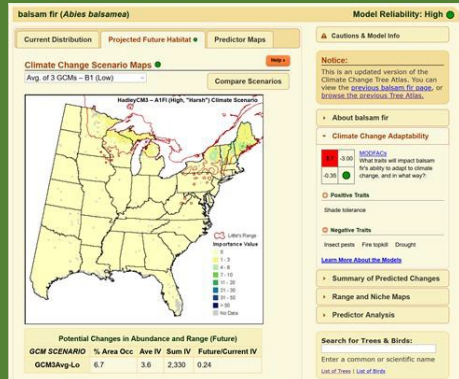 balsam fir (Abies balsamea)
Model Reliability: High
Current Distribution
Projected Future Habitat
Predictor Maps
Climate Change Scenario Maps
Help
Avg. of 3 GCMs – B1 (Low)
Compare Scenarios
HadleyCM3 – A1FI (High, "Harsh") Climate Scenario
Little's Range
Importance Value
0
1 - 3
4 - 6
7 - 10
11 - 20
21 - 30
31 - 50
> 50
No Data
Potential Changes in Abundance and Range (Future)
GCM SCENARIO % Area Occ Ave IV Sum IV Future/Current IV
GCM3Avg-Lo 6.7 3.6 2,330 0.24
Cautions & Model Info
Notice:
This is an updated version of the
Climate Change Tree Atlas. You can
view the previous balsam fir page, or
browse the previous Tree Atlas.
About balsam fir
Climate Change Adaptability
-3.00
-0.35
MODFACs
What traits will impact balsam
fir's ability to adapt to climate
change, and in what way?:
Positive Traits
Shade tolerance
Negative Traits
Insect pests Fire topkill Drought
Learn More About the Models
Summary of Predicted Changes
Range and Niche Maps
Predictor Analysis
Search for Trees & Birds:
Enter a common or scientific name
List of Trees | List of Birds